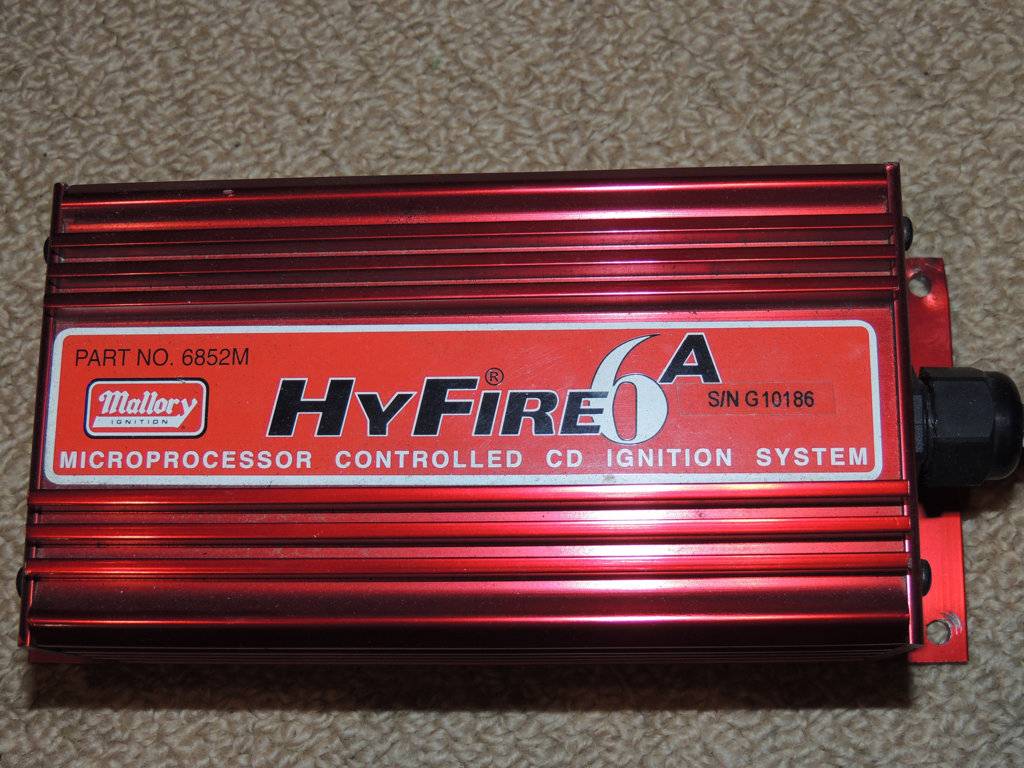 PART NO. 6852M
Mallory
IGNITION
HYFIRE® 6A
S/N G10186
MICROPROCESSOR CONTROLLED CD IGNITION SYSTEM